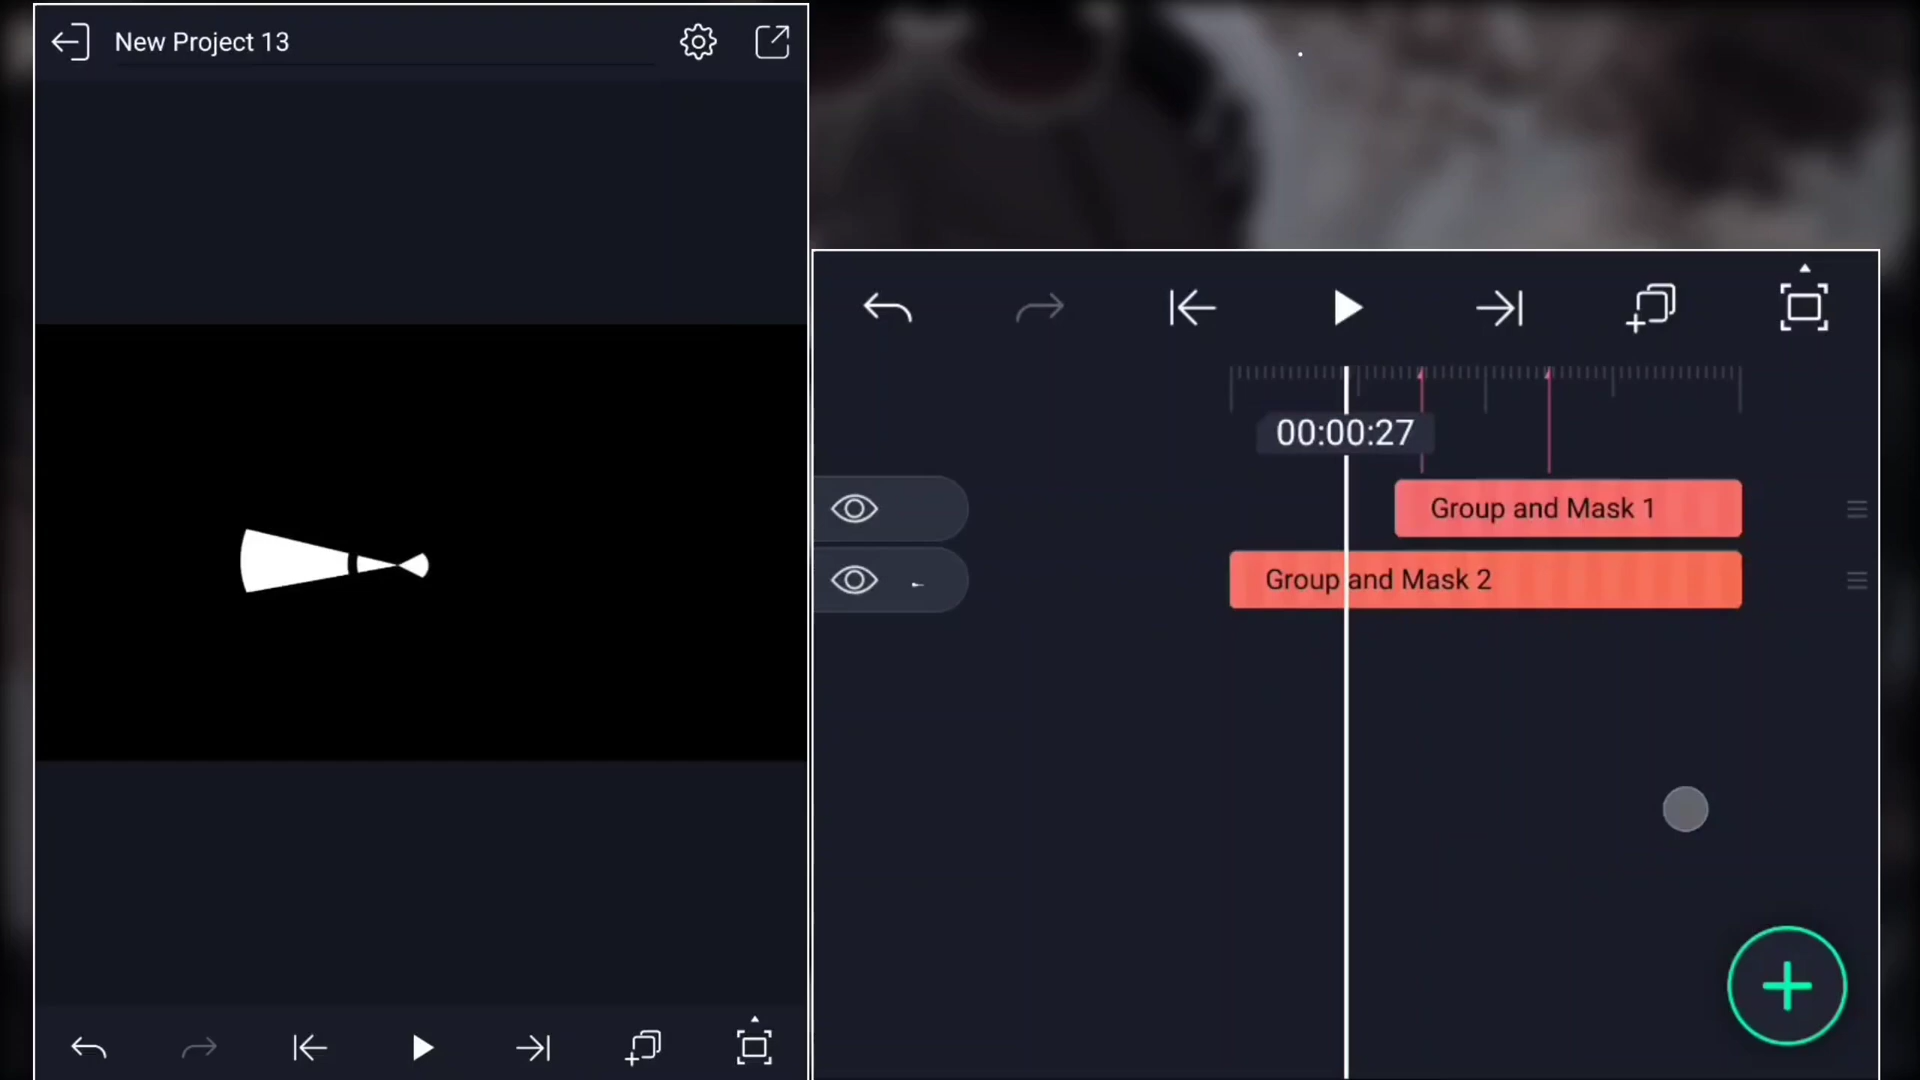 New Project 13
00:00:27
Group and Mask 1
Group and Mask 2